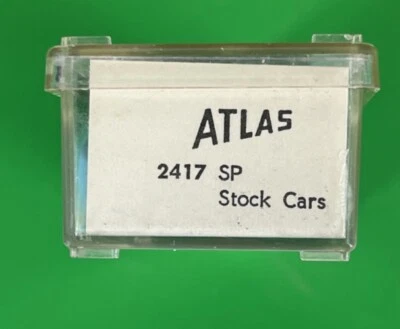 ATLAS
2417 SP
Stock Cars